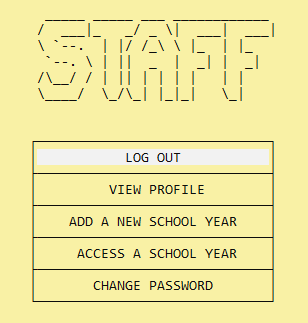 STAFF
LOG OUT
VIEW PROFILE
ADD A NEW SCHOOL YEAR
ACCESS A SCHOOL YEAR
CHANGE PASSWORD